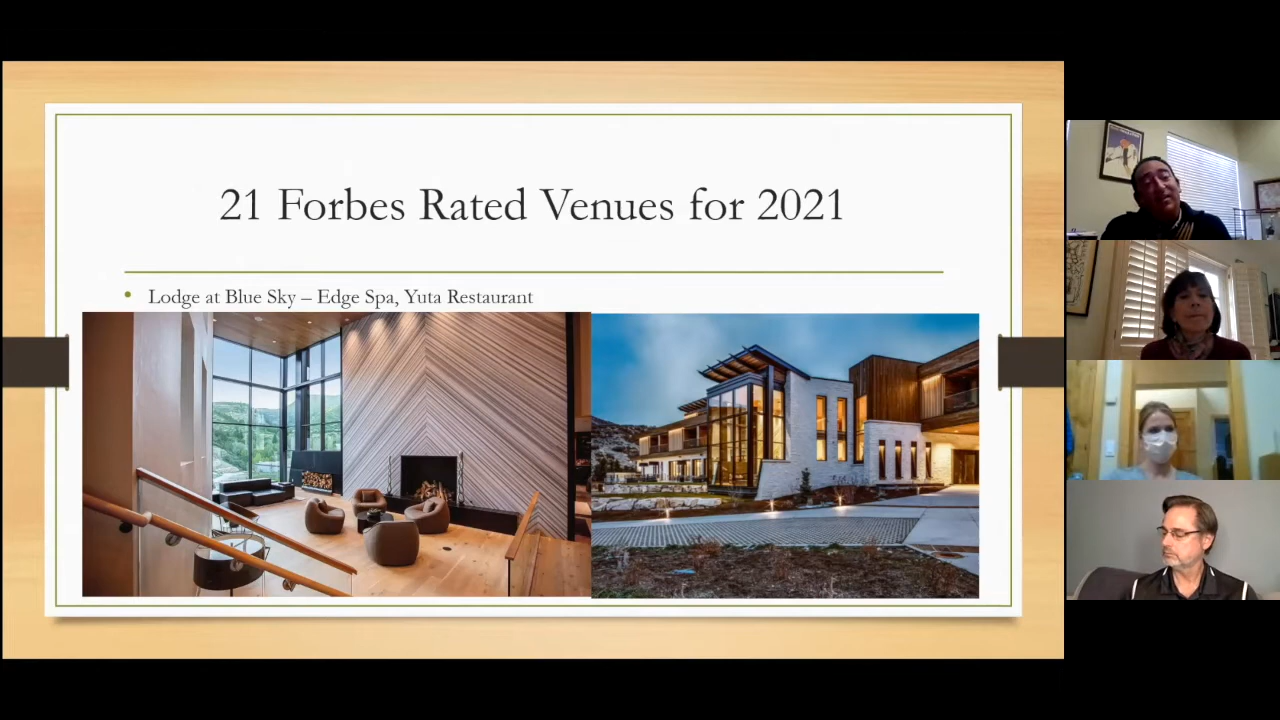 21 Forbes Rated Venues for 2021
Lodge at Blue Sky – Edge Spa, Yuta Restaurant